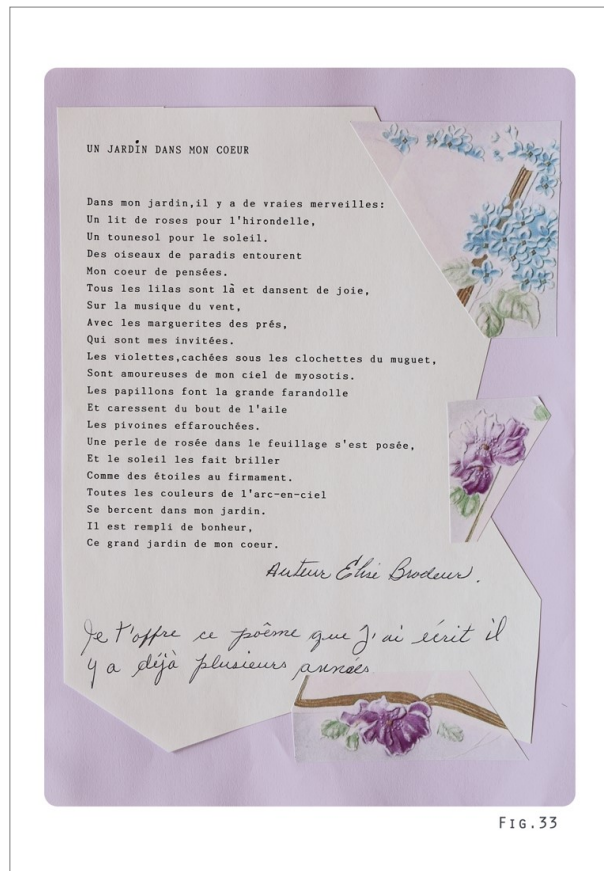 UN JARDIN DANS MON COEUR
Dans mon jardin,il y a de vraies merveilles:
Un lit de roses pour l'hirondelle,
Un tounesol pour le soleil.
Des oiseaux de paradis entourent
Mon coeur de pensées.
Tous les lilas sont là et dansent de joie,
Sur la musique du vent,
Avec les marguerites des prés,
Qui sont mes invitées.
Les violettes,cachées sous les clochettes du muguet,
Sont amoureuses de mon ciel de myosotis.
Les papillons font la grande farandolle
Et caressent du bout de l'aile
Les pivoines effarouchées.
Une perle de rosée dans le feuillage s'est posée,
Et le soleil les fait briller
Comme des étoiles au firmament.
Toutes les couleurs de l'arc-en-ciel
Se bercent dans mon jardin.
Il est rempli de bonheur,
Ce grand jardin de mon coeur.
Auteur Élise Brodeur.
Je t'offre ce poême que j'ai écrit il
y a déjà plusieurs années
FIG.33